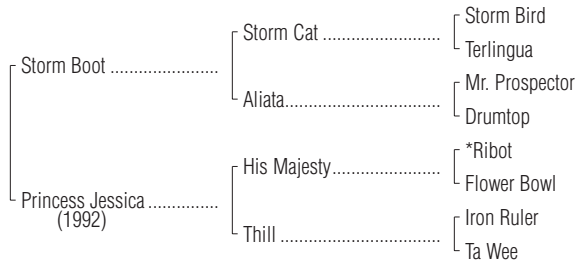 Storm Bird
Storm Cat ..........................
Terlingua
Storm Boot ........................
Mr. Prospector
Aliata...................................
Drumtop
*Ribot
His Majesty........................
Flower Bowl
Princess Jessica ...............
(1992)
Iron Ruler
Thill ....................................
Ta Wee